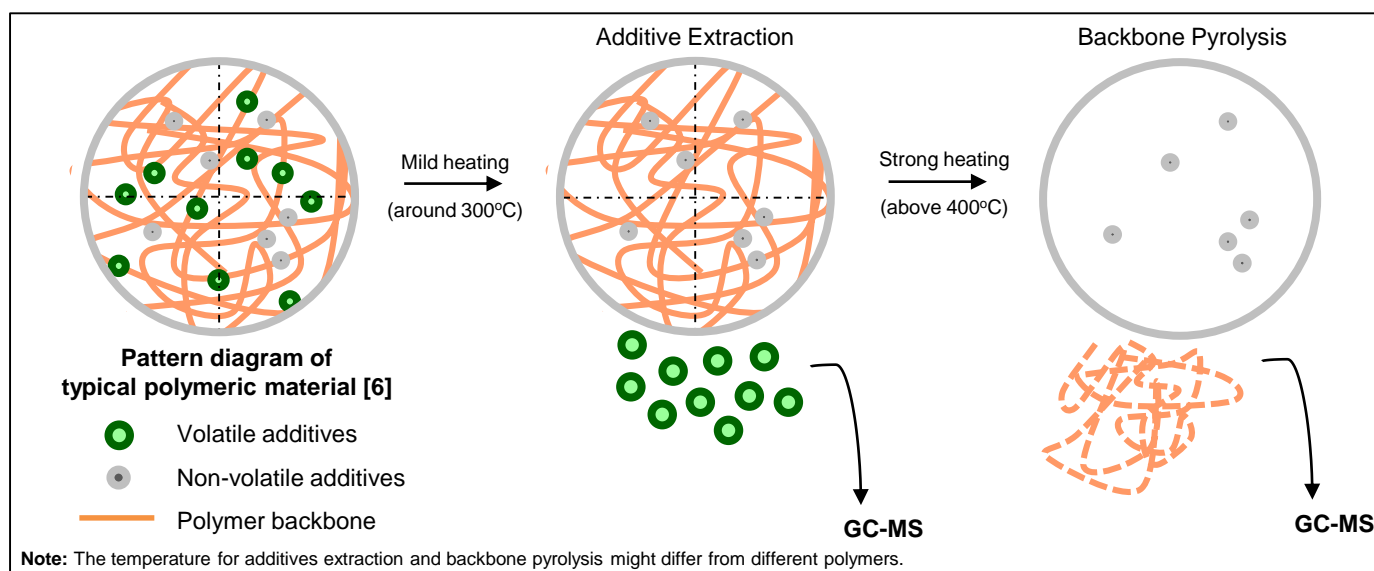 Additive Extraction
Backbone Pyrolysis
Mild heating
(around 300oC)
Strong heating
(above 400oC)
Pattern diagram of
typical polymeric material [6]
Volatile additives
Non-volatile additives
Polymer backbone
GC-MS
GC-MS
Note: The temperature for additives extraction and backbone pyrolysis might differ from different polymers.